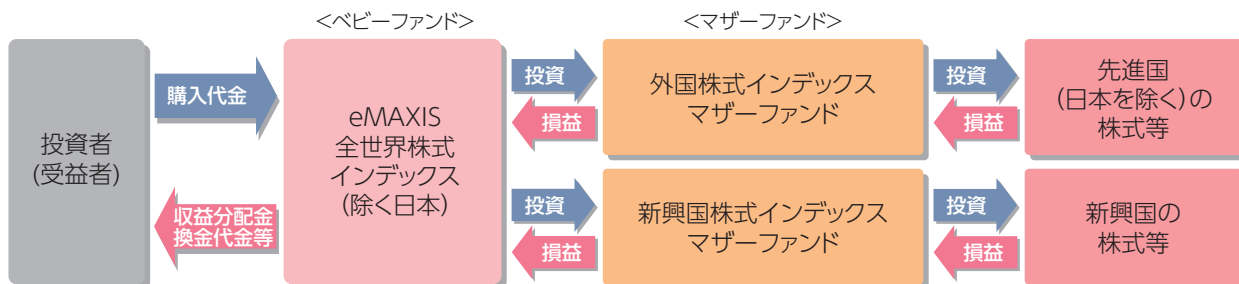 <ベビーファンド>
<マザーファンド>
投資者
(受益者)
購入代金
収益分配金
換金代金等
eMAXIS
全世界株式
インデックス
(除く日本)
投資
損益
外国株式インデックス
マザーファンド
投資
損益
先進国
(日本を除く)の
株式等
投資
損益
新興国株式インデックス
マザーファンド
投資
損益
新興国の
株式等